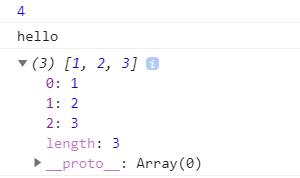 4
hello
▼ (3) [1, 2, 3] i
0: 1
1: 2
2: 3
length: 3
▶ __proto__: Array(0)